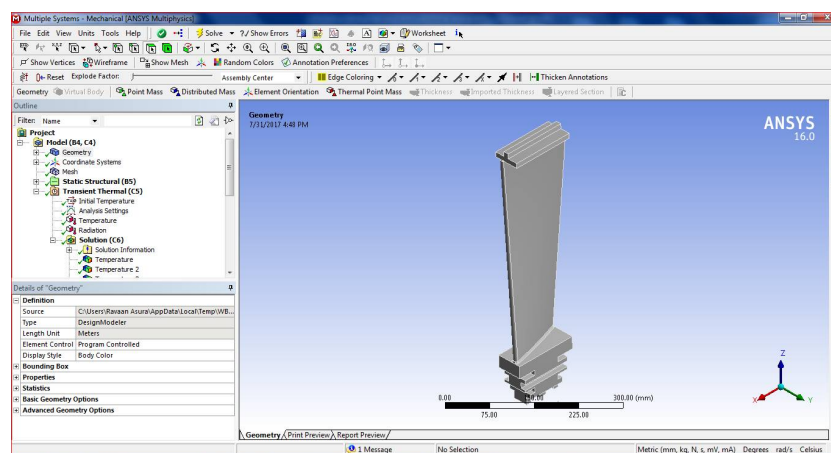 Multiple Systems - Mechanical [ANSYS Multiphysics]
File Edit View Units Tools Help Solve ?/ Show Errors Worksheet
Show Vertices Wireframe Show Mesh Random Colors Annotation Preferences
Reset Explode Factor: Assembly Center Edge Coloring Thicken Annotations
Geometry Virtual Body Point Mass Distributed Mass Element Orientation Thermal Point Mass Thickness Imported Thickness Layered Section
Outline
Filter: Name
Project
Model (B4, C4)
Geometry
Coordinate Systems
Mesh
Static Structural (B5)
Transient Thermal (C5)
Initial Temperature
Analysis Settings
Temperature
Radiation
Solution (C6)
Solution Information
Temperature
Temperature 2
Details of "Geometry"
Definition
Source C:\Users\Ravaan Asura\AppData\Local\Temp\WB...
Type DesignModeler
Length Unit Meters
Element Control Program Controlled
Display Style Body Color
Bounding Box
Properties
Statistics
Basic Geometry Options
Advanced Geometry Options
Geometry
7/31/2017 4:43 PM
ANSYS
16.0
0.00 150.00 300.00 (mm)
75.00 225.00
Z
X Y
Geometry Print Preview Report Preview
1 Message No Selection Metric (mm, kg, N, s, mV, mA) Degrees rad/s Celsius